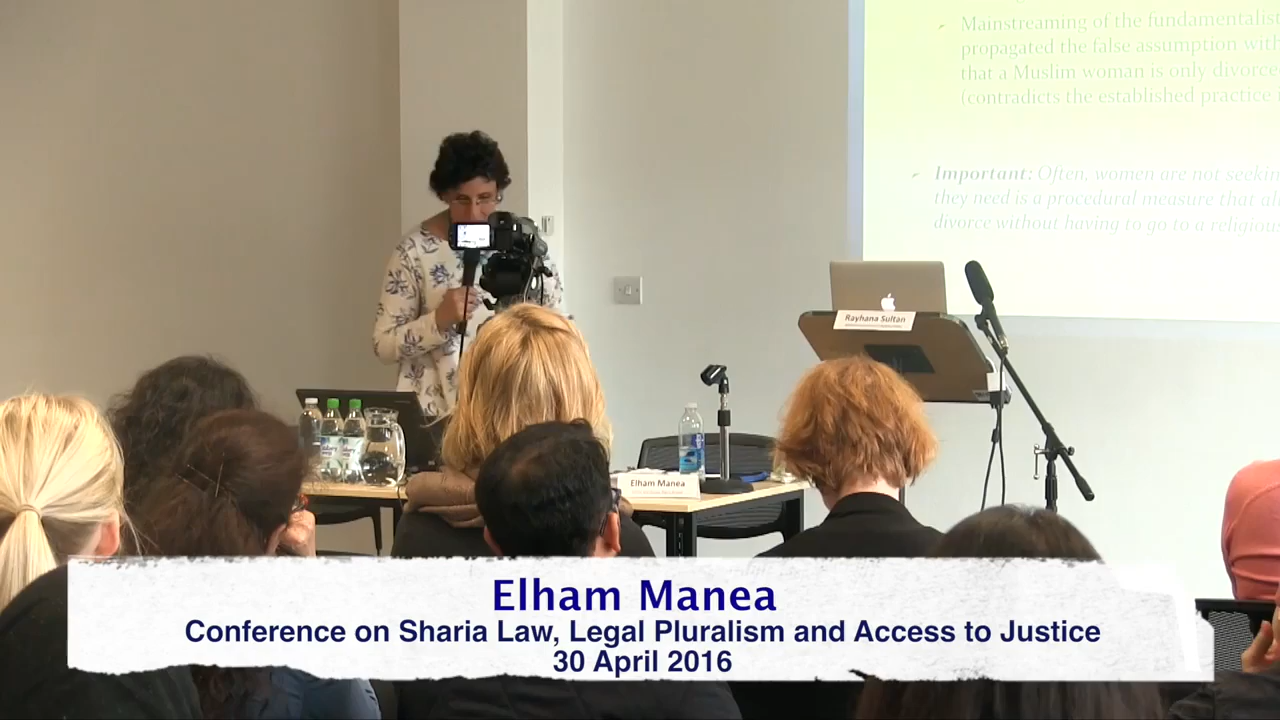 Mainstreaming of the fundamentalist
propagated the false assumption with
that a Muslim woman is only divorce
(contradicts the established practice i
Important: Often, women are not seekin
they need is a procedural measure that al
divorce without having to go to a religious
Rayhana Sultan
Elham Manea
Elham Manea
Conference on Sharia Law, Legal Pluralism and Access to Justice
30 April 2016